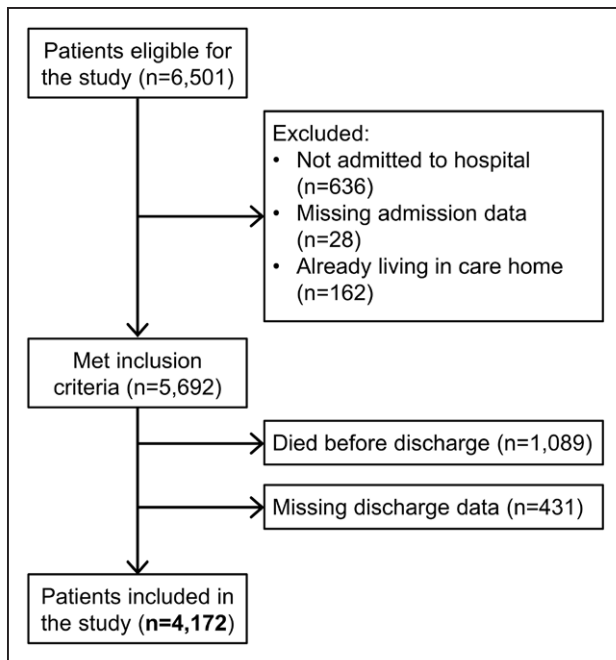 Patients eligible for
the study (n=6,501)
Excluded:
• Not admitted to hospital
(n=636)
• Missing admission data
(n=28)
• Already living in care home
(n=162)
Met inclusion
criteria (n=5,692)
Died before discharge (n=1,089)
Missing discharge data (n=431)
Patients included in
the study (n=4,172)